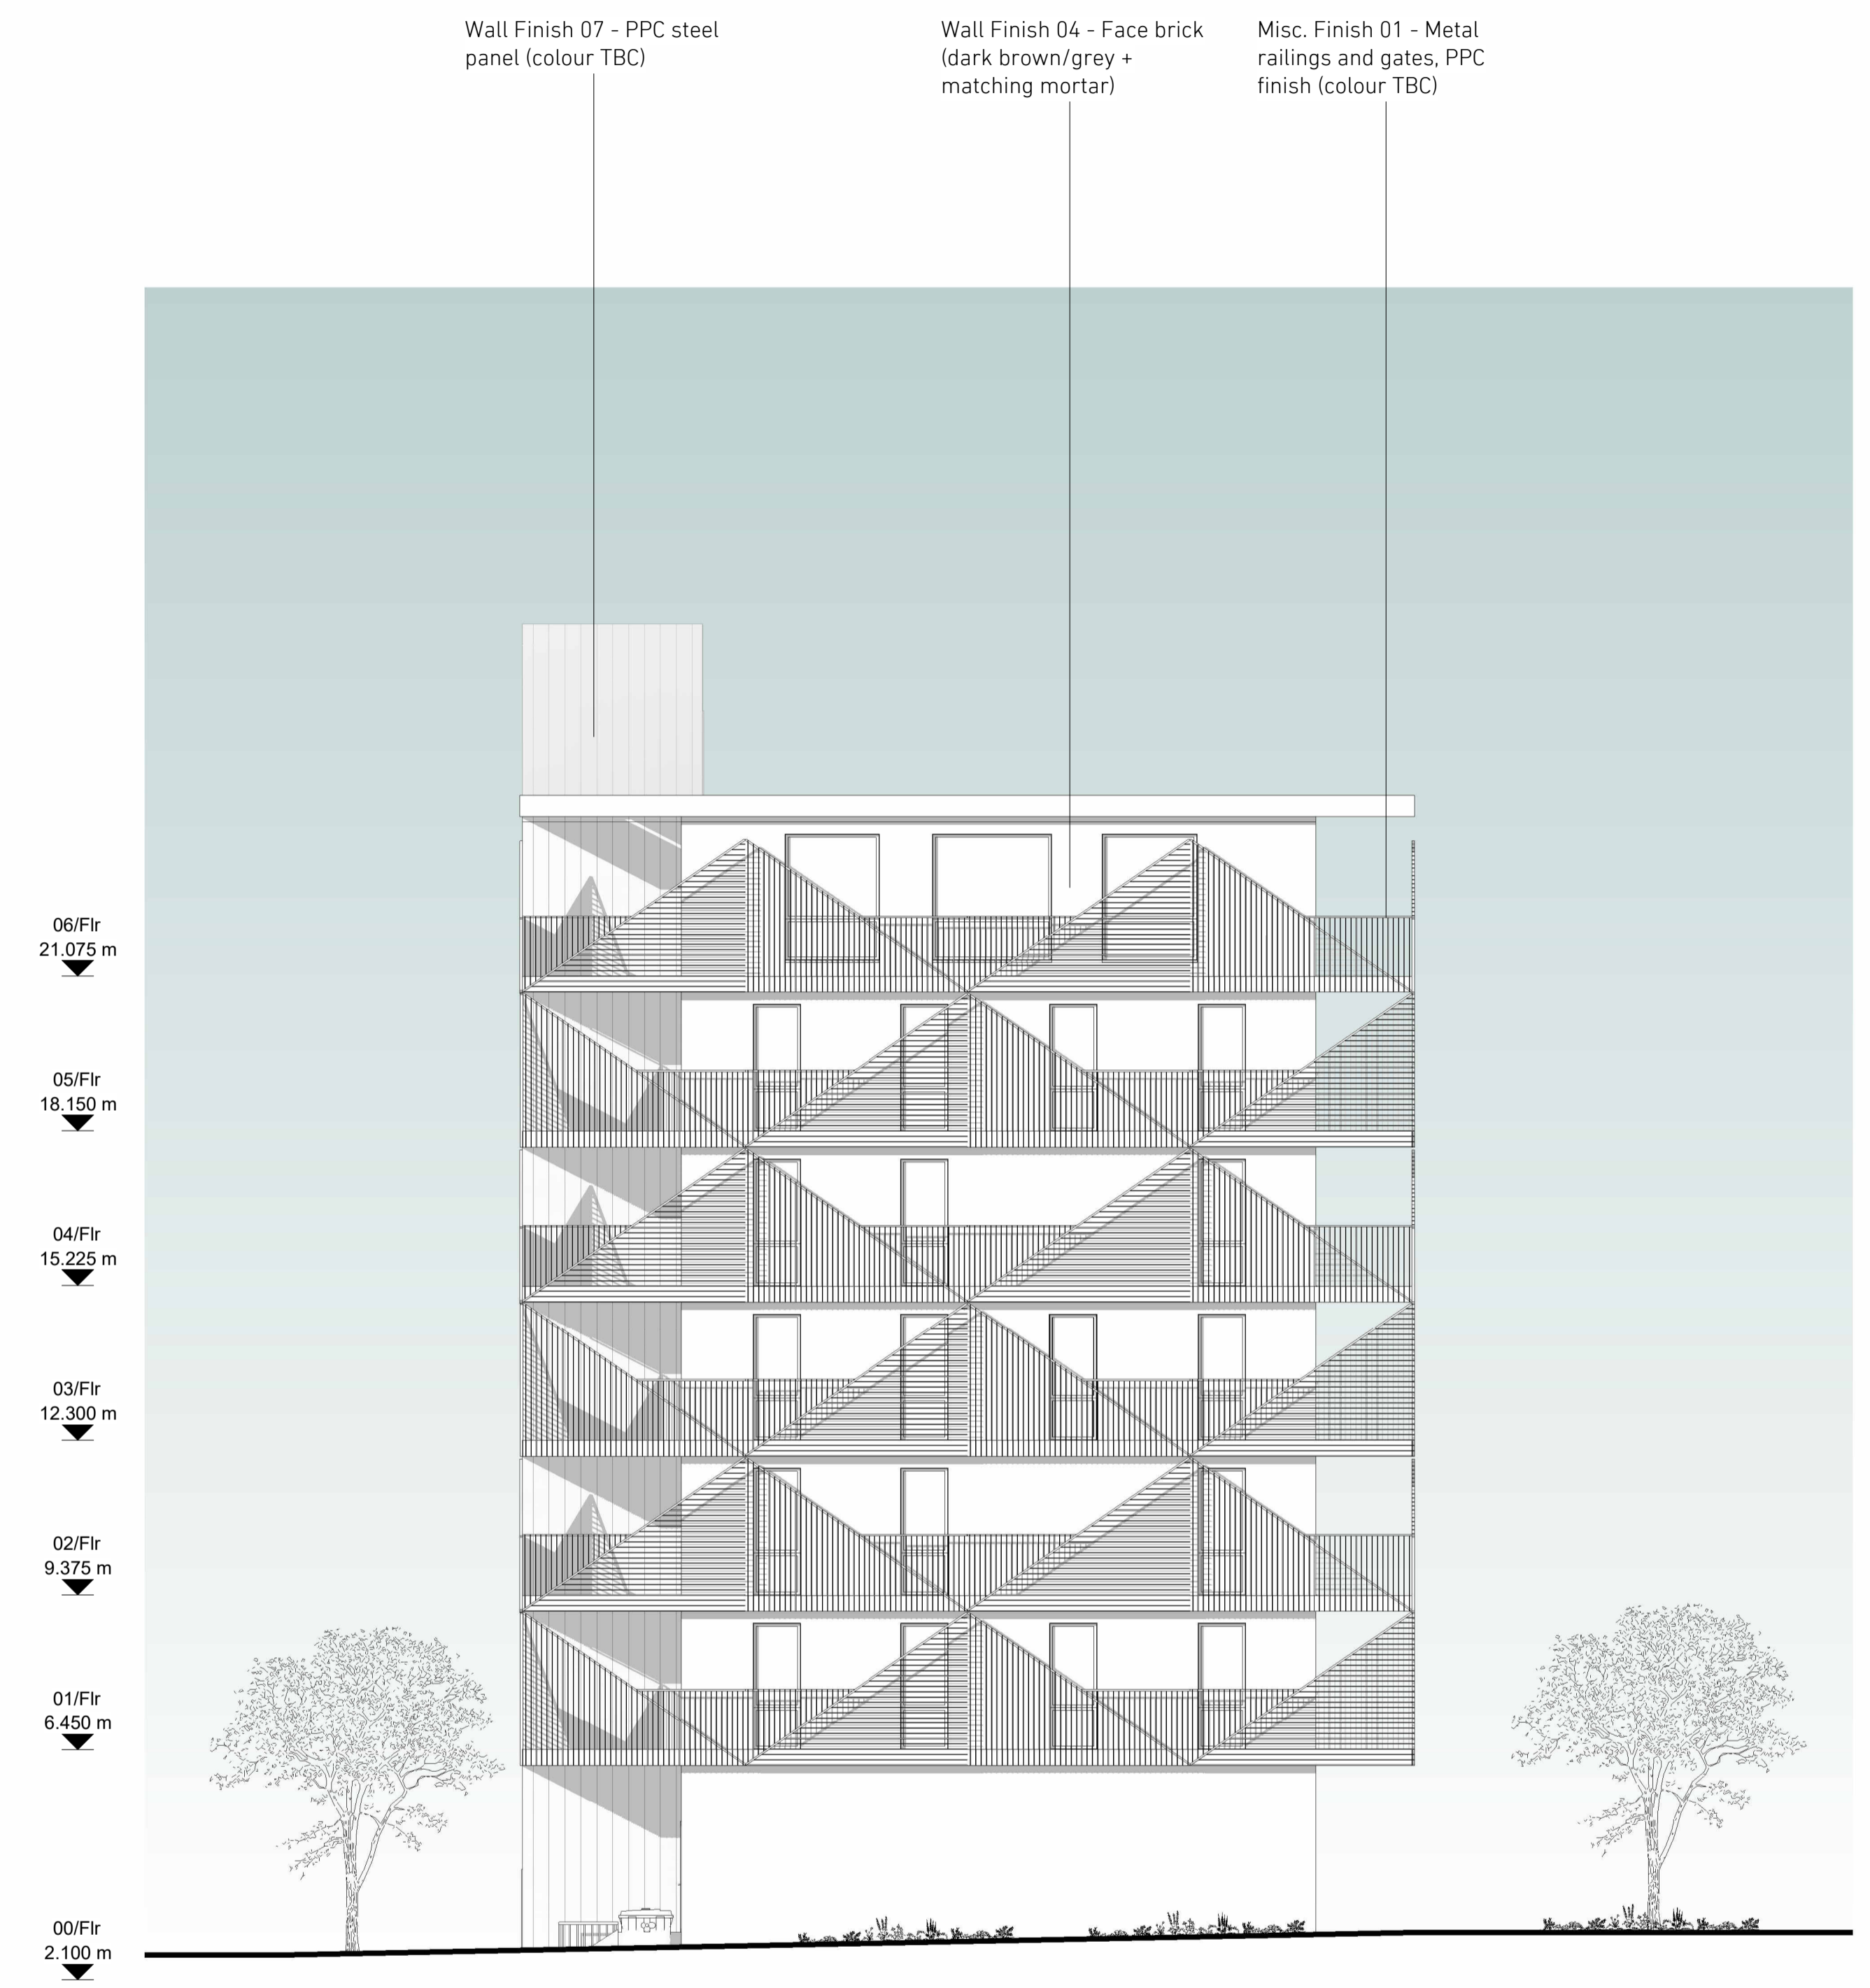 Wall Finish 07 - PPC steel
panel (colour TBC)
Wall Finish 04 - Face brick
(dark brown/grey +
matching mortar)
Misc. Finish 01 - Metal
railings and gates, PPC
finish (colour TBC)
06/Flr
21.075 m
05/Flr
18.150 m
04/Flr
15.225 m
03/Flr
12.300 m
02/Flr
9.375 m
01/Flr
6.450 m
00/Flr
2.100 m